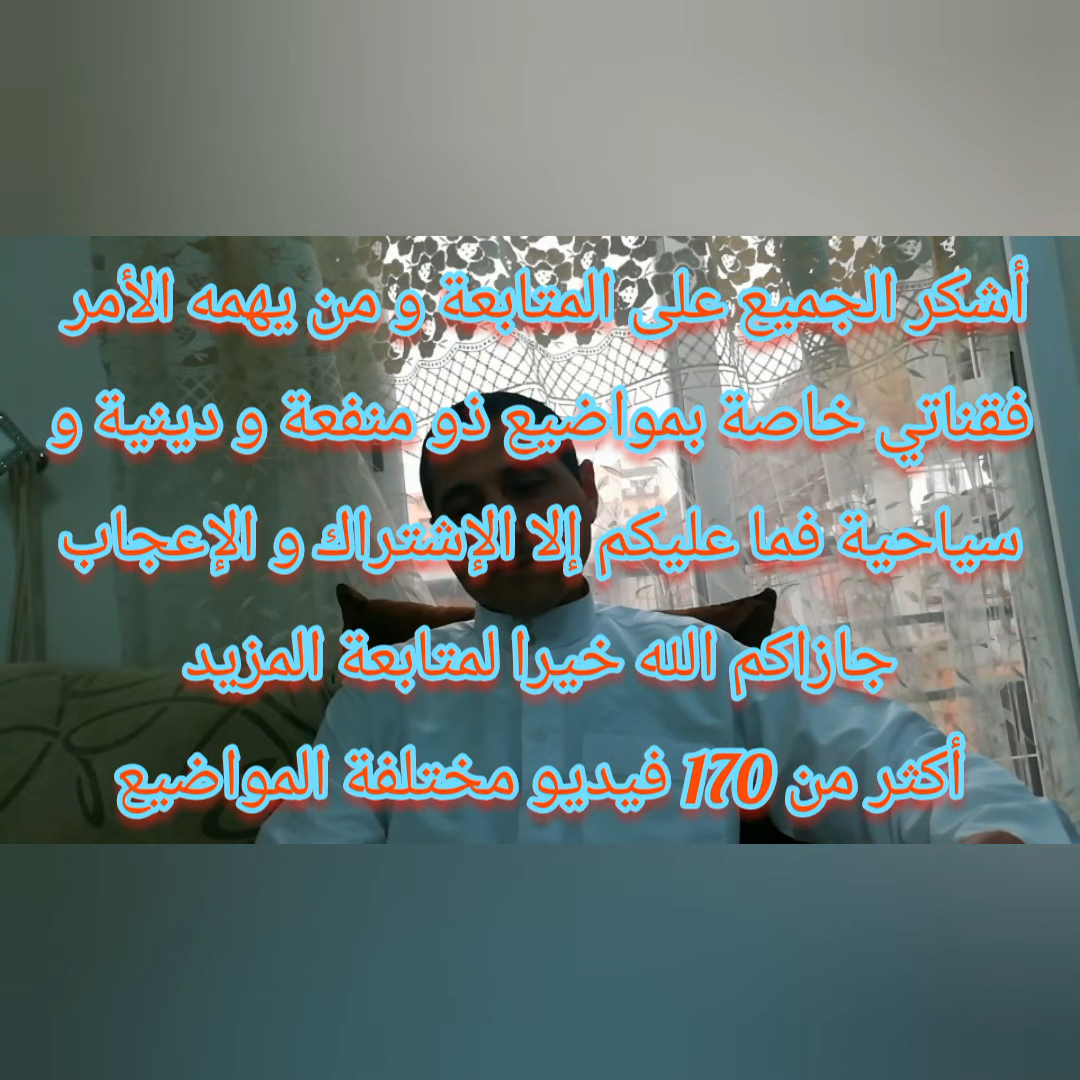 أشكر الجميع على المتابعة و من يهمه الأمر
فقناتي خاصة بمواضيع ذو منفعة و دينية و
سياحية فما عليكم إلا الإشتراك و الإعجاب
جازاكم الله خيرا لمتابعة المزيد
أكثر من 170 فيديو مختلفة المواضيع